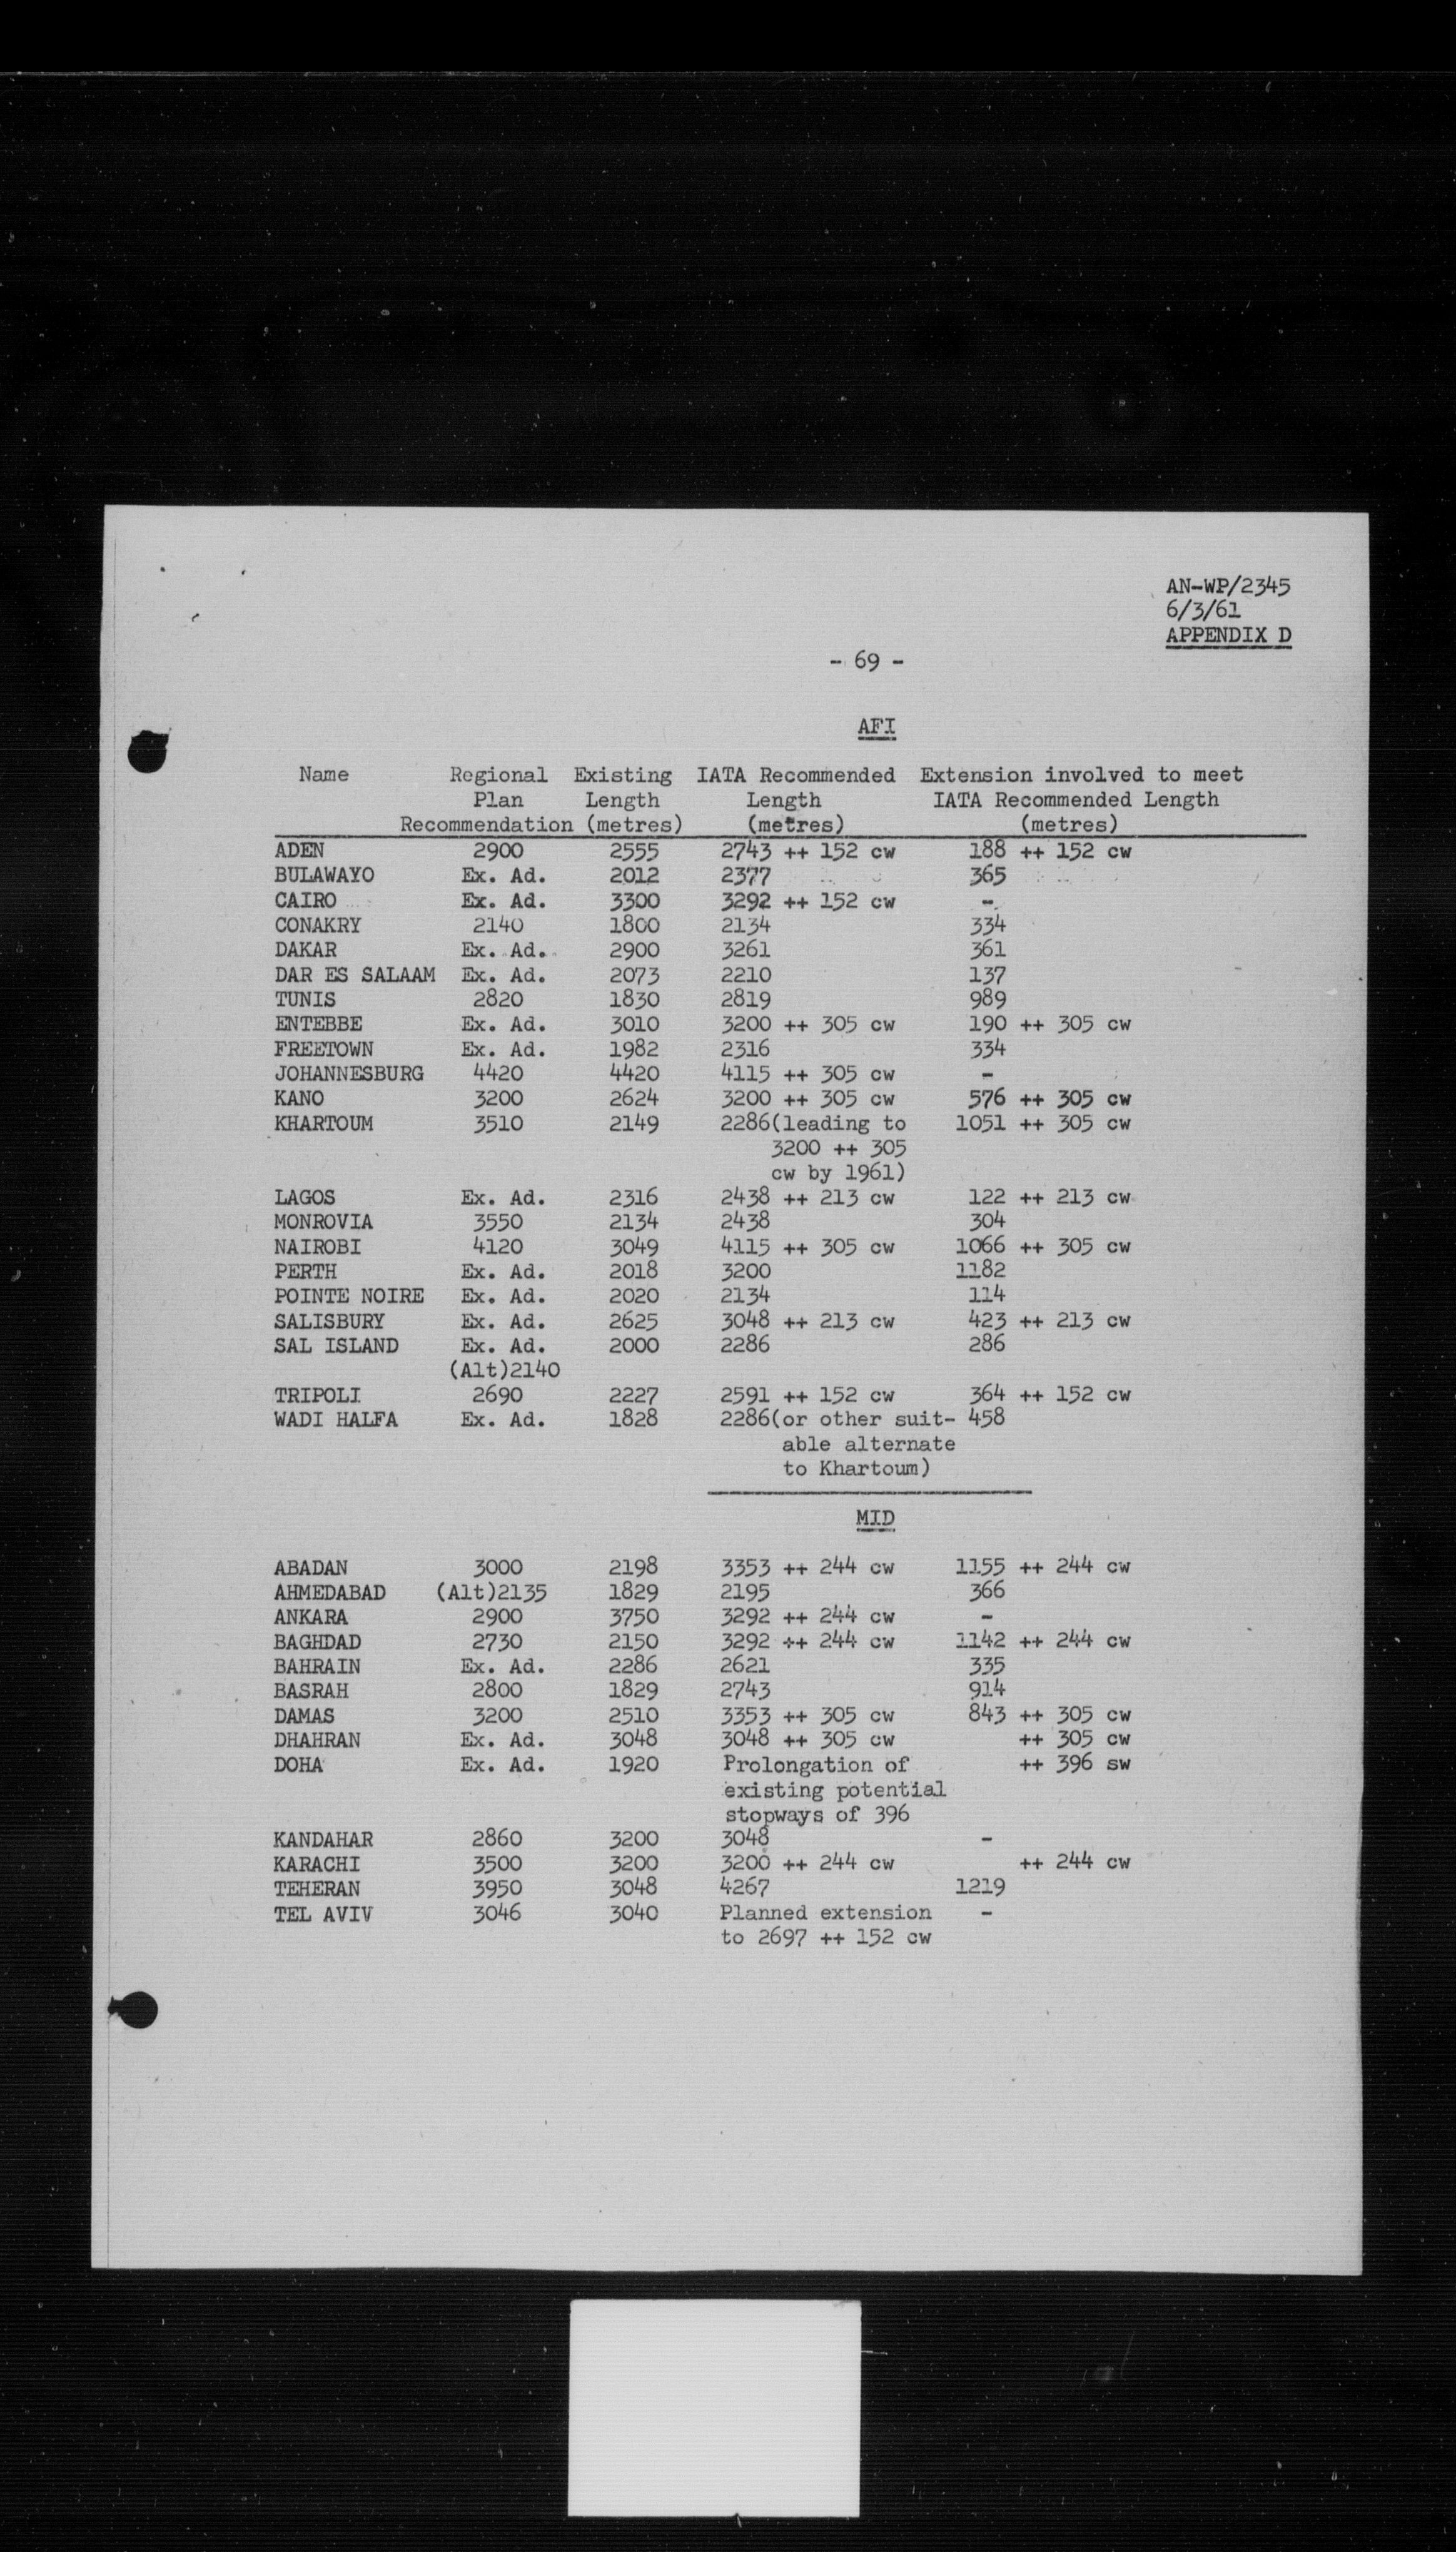 AN-WP/2345
6/3/61
APPENDIX D
- 69 -
AFI
Name Regional Existing IATA Recommended Extension involved to meet
Plan Length Length IATA Recommended Length
Recommendation (metres) (metres) (metres)
ADEN 2900 2555 2743 ++ 152 cw 188 ++ 152 cw
BULAWAYO Ex. Ad. 2012 2377 365
CAIRO Ex. Ad. 3300 3292 ++ 152 cw -
CONAKRY 2140 1800 2134 334
DAKAR Ex. Ad. 2900 3261 361
DAR ES SALAAM Ex. Ad. 2073 2210 137
TUNIS 2820 1830 2819 989
ENTEBBE Ex. Ad. 3010 3200 ++ 305 cw 190 ++ 305 cw
FREETOWN Ex. Ad. 1982 2316 334
JOHANNESBURG 4420 4420 4115 ++ 305 cw -
KANO 3200 2624 3200 ++ 305 cw 576 ++ 305 cw
KHARTOUM 3510 2149 2286(leading to 1051 ++ 305 cw
3200 ++ 305
cw by 1961)
LAGOS Ex. Ad. 2316 2438 ++ 213 cw 122 ++ 213 cw
MONROVIA 3550 2134 2438 304
NAIROBI 4120 3049 4115 ++ 305 cw 1066 ++ 305 cw
PERTH Ex. Ad. 2018 3200 1182
POINTE NOIRE Ex. Ad. 2020 2134 114
SALISBURY Ex. Ad. 2625 3048 ++ 213 cw 423 ++ 213 cw
SAL ISLAND Ex. Ad. 2000 2286 286
(Alt)2140
TRIPOLI 2690 2227 2591 ++ 152 cw 364 ++ 152 cw
WADI HALFA Ex. Ad. 1828 2286(or other suit- 458
able alternate
to Khartoum)
MID
ABADAN 3000 2198 3353 ++ 244 cw 1155 ++ 244 cw
AHMEDABAD (Alt)2135 1829 2195 366
ANKARA 2900 3750 3292 ++ 244 cw -
BAGHDAD 2730 2150 3292 ++ 244 cw 1142 ++ 244 cw
BAHRAIN Ex. Ad. 2286 2621 335
BASRAH 2800 1829 2743 914
DAMAS 3200 2510 3353 ++ 305 cw 843 ++ 305 cw
DHAHRAN Ex. Ad. 3048 3048 ++ 305 cw ++ 305 cw
DOHA Ex. Ad. 1920 Prolongation of ++ 396 sw
existing potential
stopways of 396
KANDAHAR 2860 3200 3048 -
KARACHI 3500 3200 3200 ++ 244 cw ++ 244 cw
TEHERAN 3950 3048 4267 1219
TEL AVIV 3046 3040 Planned extension -
to 2697 ++ 152 cw